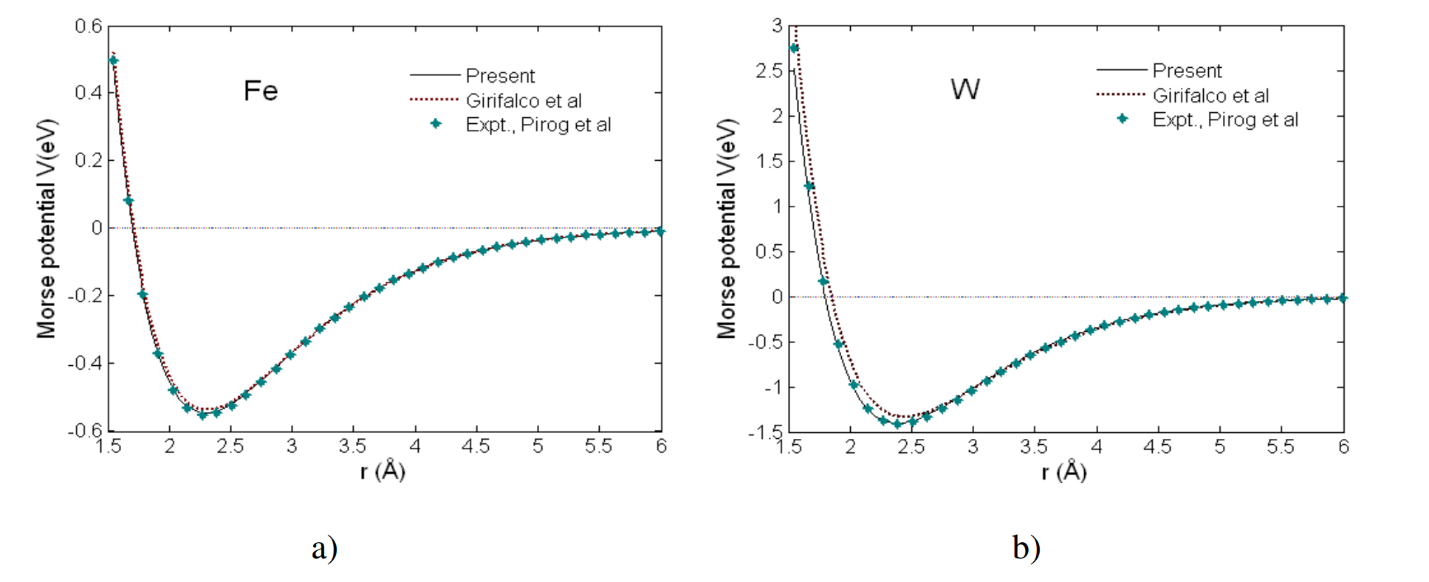 0.6
0.4
0.2
0
-0.2
-0.4
-0.6
Morse potential V(eV)
Fe
Present
Girifalco et al
Expt., Pirog et al
1.5 2 2.5 3 3.5 4 4.5 5 5.5 6
r (Å)
a)
3
2.5
2
1.5
1
0.5
0
-0.5
-1
-1.5
Morse potential V(eV)
W
Present
Girifalco et al
Expt., Pirog et al
1.5 2 2.5 3 3.5 4 4.5 5 5.5 6
r (Å)
b)